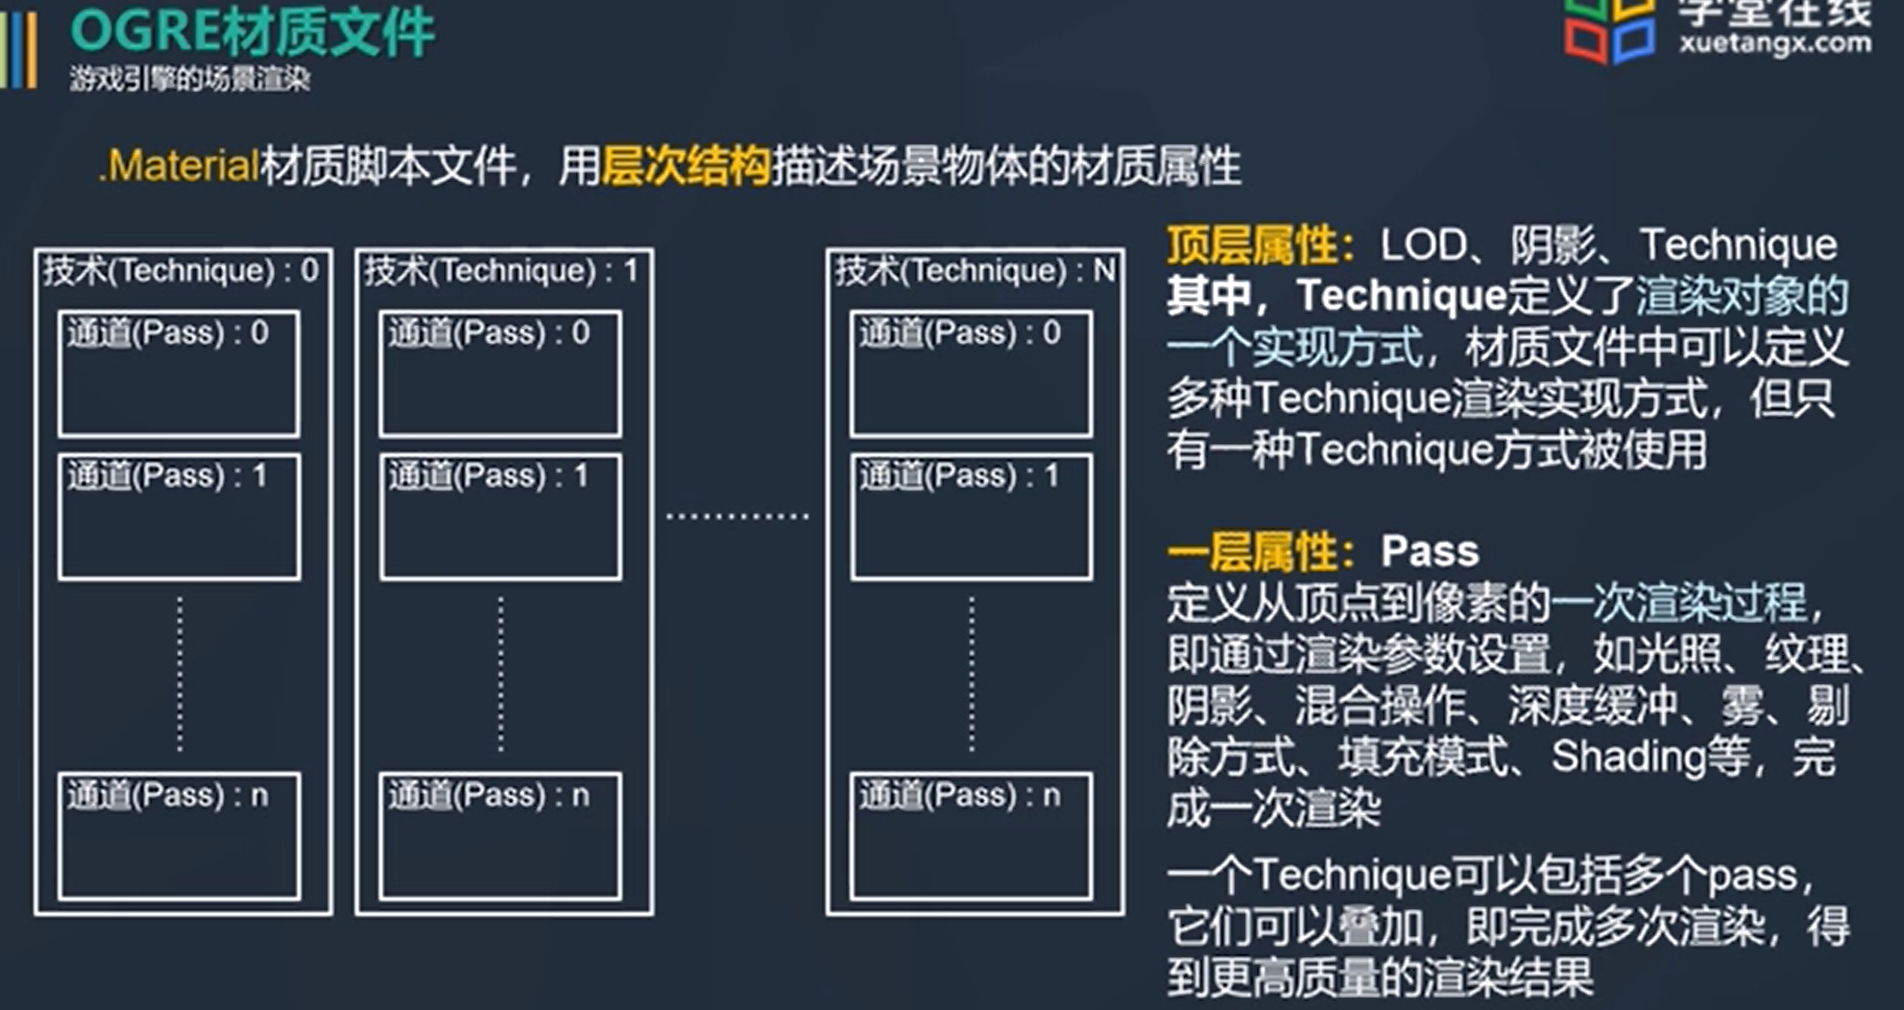 OGRE材质文件
游戏引擎的场景渲染
学堂在线
xuetangx.com
.Material材质脚本文件，用层次结构描述场景物体的材质属性
技术(Technique) : 0
通道(Pass) : 0
通道(Pass) : 1
通道(Pass) : n
技术(Technique) : 1
通道(Pass) : 0
通道(Pass) : 1
通道(Pass) : n
技术(Technique) : N
通道(Pass) : 0
通道(Pass) : 1
通道(Pass) : n
顶层属性：LOD、阴影、Technique
其中，Technique定义了渲染对象的
一个实现方式，材质文件中可以定义
多种Technique渲染实现方式，但只
有一种Technique方式被使用
一层属性：Pass
定义从顶点到像素的一次渲染过程，
即通过渲染参数设置，如光照、纹理、
阴影、混合操作、深度缓冲、雾、剔
除方式、填充模式、Shading等，完
成一次渲染
一个Technique可以包括多个pass，
它们可以叠加，即完成多次渲染，得
到更高质量的渲染结果